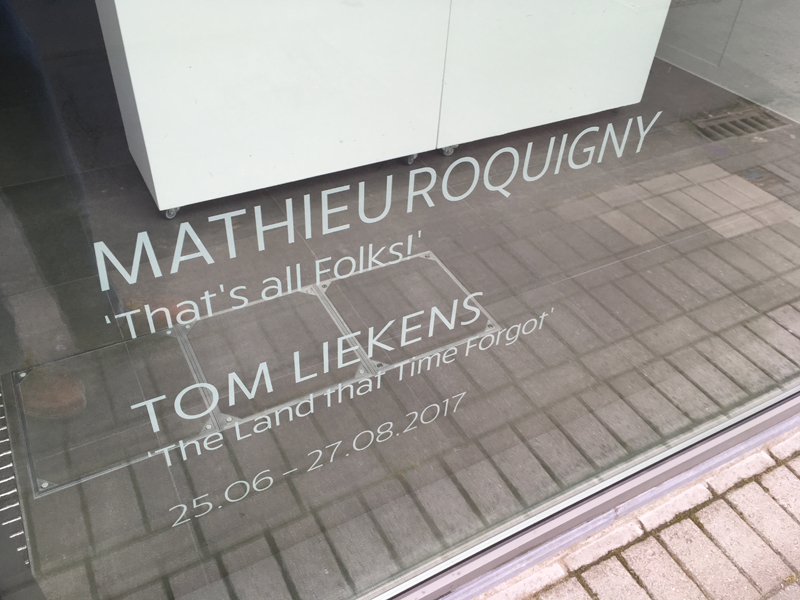 MATHIEU ROQUIGNY
'That's all Folks!'
TOM LIEKENS
'The Land that Time Forgot'
25.06 - 27.08.2017